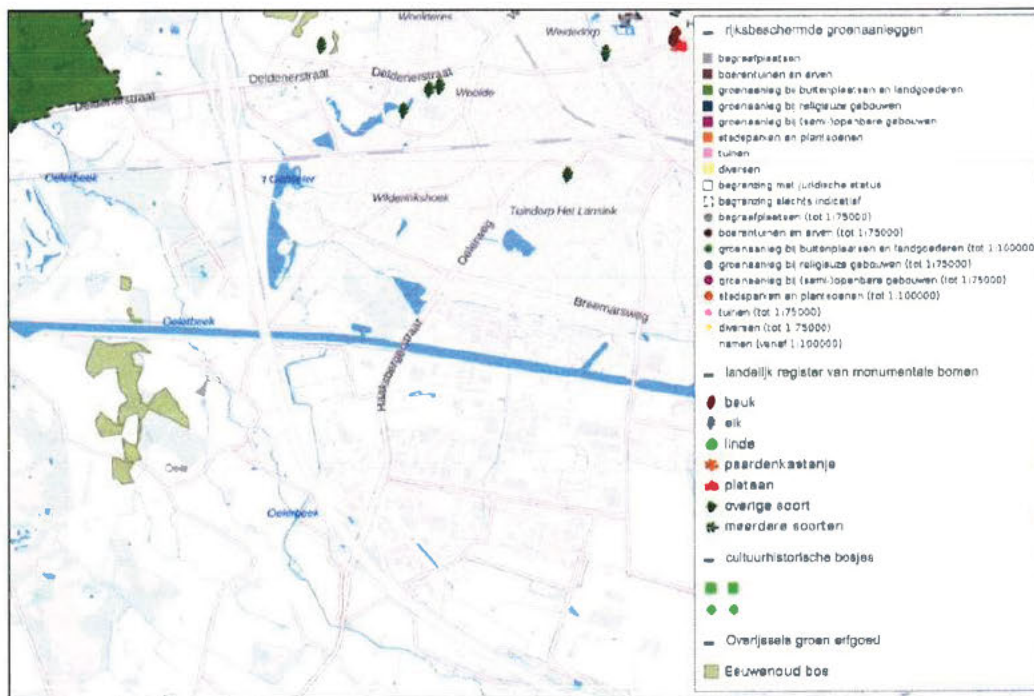 Woolderes
Weidedorp
Deldenerstraat
Deldenerstraat
Deldenerstraat
Woolde
Oelerbeek
Wilderinkshoek
Tuindorp Het Lansink
Oelerweg
Breemarsweg
Oelerbeek
Haaksbergerstraat
Oele
Oelerbeek
rijksbeschermde groenaanleggen
begraafplaatsen
boerentuinen en erven
groenaanleg bij buitenplaatsen en landgoederen
groenaanleg bij religieuze gebouwen
groenaanleg bij (semi-)openbare gebouwen
stadsparken en plantsoenen
tuinen
diversen
begrenzing met juridische status
begrenzing slechts indicatief
begraafplaatsen (tot 1:75000)
boerentuinen en erven (tot 1:75000)
groenaanleg bij buitenplaatsen en landgoederen (tot 1:100000)
groenaanleg bij religieuze gebouwen (tot 1:75000)
groenaanleg bij (semi-)openbare gebouwen (tot 1:75000)
stadsparken en plantsoenen (tot 1:100000)
tuinen (tot 1:75000)
diversen (tot 1:75000)
namen (vanaf 1:100000)
landelijk register van monumentale bomen
beuk
eik
linde
paardenkastanje
plataan
overige soort
meerdere soorten
cultuurhistorische bosjes
Overijssels groen erfgoed
Eeuwenoud bos